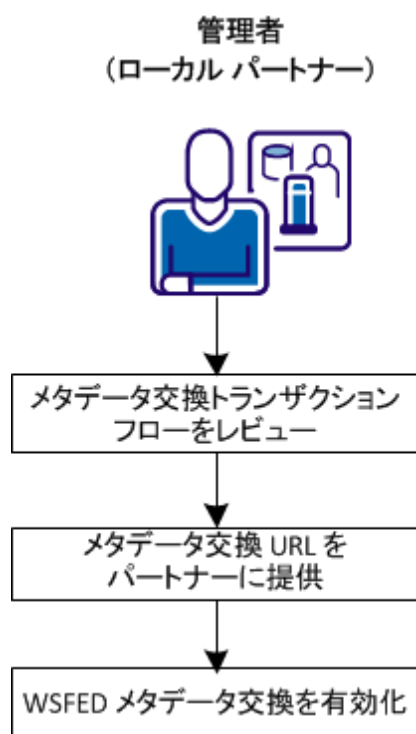 管理者
(ローカル パートナー)
メタデータ交換トランザクション
フローをレビュー
メタデータ交換 URL を
パートナーに提供
WSFED メタデータ交換を有効化